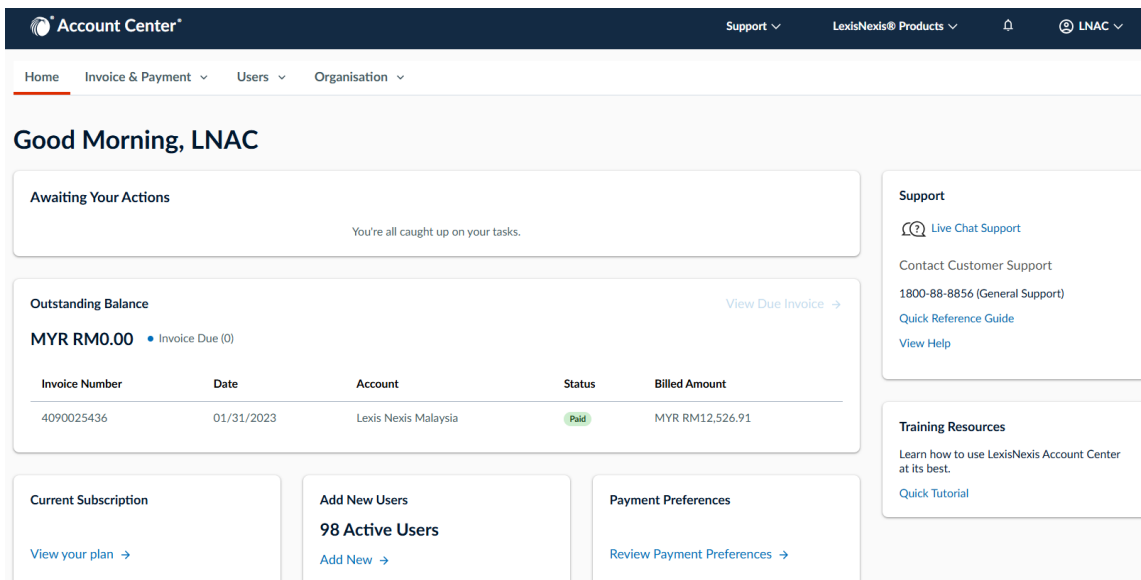 Account Center®
Support
LexisNexis® Products
LNAC
Home
Invoice & Payment
Users
Organisation
Good Morning, LNAC
Awaiting Your Actions
You're all caught up on your tasks.
Outstanding Balance
View Due Invoice →
MYR RM0.00 • Invoice Due (0)
Invoice Number Date Account Status Billed Amount
4090025436 01/31/2023 Lexis Nexis Malaysia Paid MYR RM12,526.91
Current Subscription
View your plan →
Add New Users
98 Active Users
Add New →
Payment Preferences
Review Payment Preferences →
Support
Live Chat Support
Contact Customer Support
1800-88-8856 (General Support)
Quick Reference Guide
View Help
Training Resources
Learn how to use LexisNexis Account Center
at its best.
Quick Tutorial